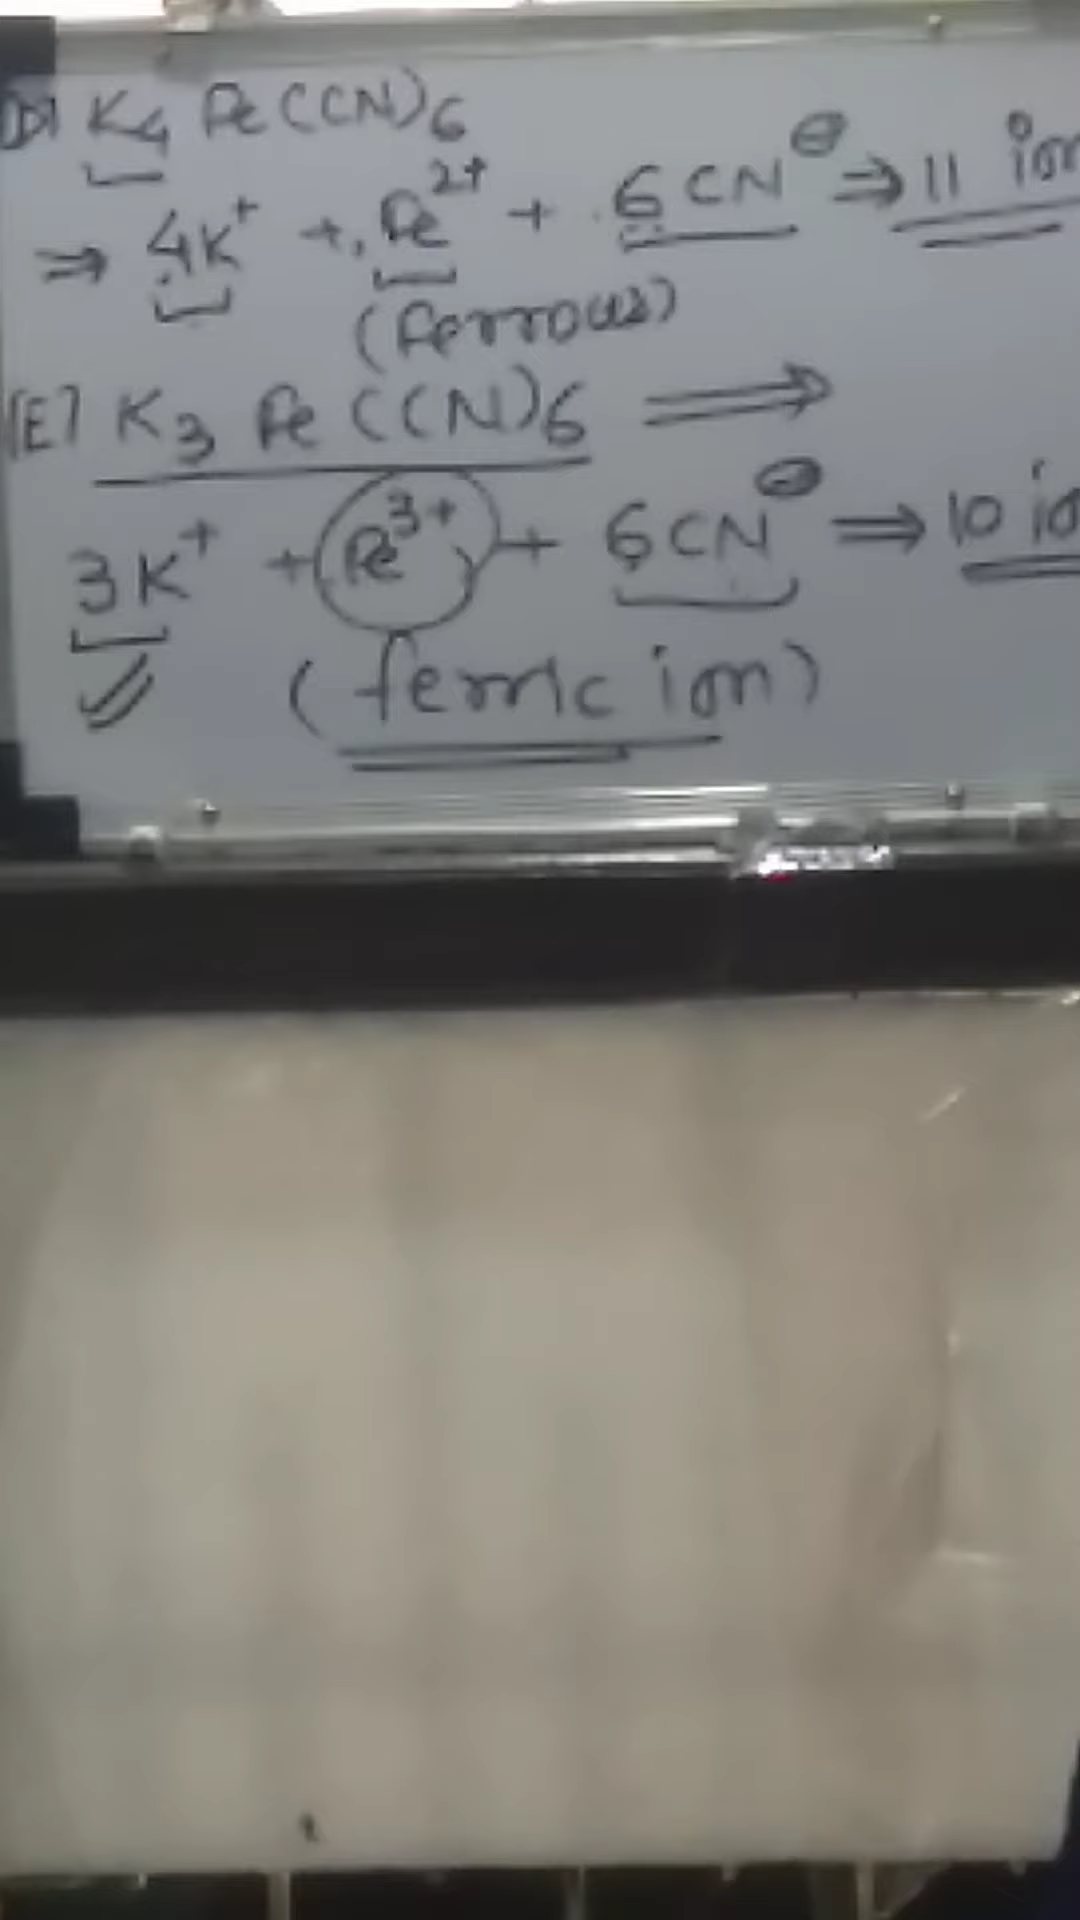 [D] K₄ Fe(CN)₆
⇒ 4K⁺ + Fe²⁺ + 6CN⊖ ⇒ 11 ion
(ferrous)
[E] K₃ Fe(CN)₆ ⟹
3K⁺ + Fe³⁺ + 6CN⊖ ⇒ 10 io
(ferric ion)